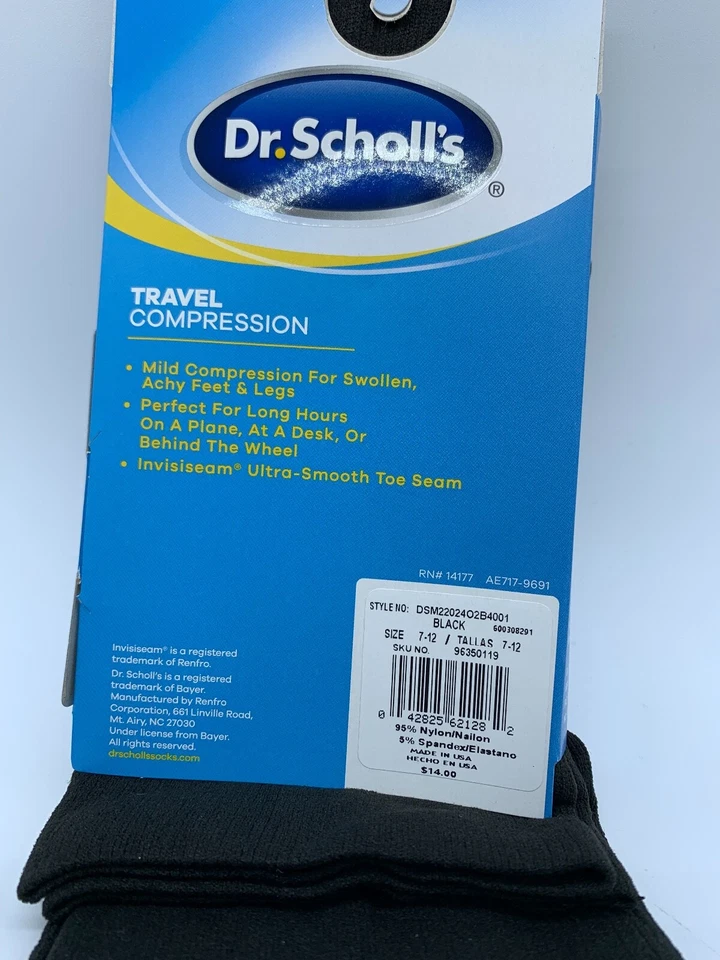 Dr.Scholl's
®
TRAVEL
COMPRESSION
• Mild Compression For Swollen,
Achy Feet & Legs
• Perfect For Long Hours
On A Plane, At A Desk, Or
Behind The Wheel
• Invisiseam® Ultra-Smooth Toe Seam
RN# 14177 AE717-9691
Invisiseam® is a registered
trademark of Renfro.
Dr. Scholl's is a registered
trademark of Bayer.
Manufactured by Renfro
Corporation, 661 Linville Road,
Mt. Airy, NC 27030
Under license from Bayer.
All rights reserved.
drschollssocks.com
STYLE NO: DSM22024O2B4001
BLACK 600308291
SIZE 7-12 / TALLAS 7-12
SKU NO. 96350119
0 42825 62128 2
95% Nylon/Nailon
5% Spandex/Elastano
MADE IN USA
HECHO EN USA
$14.00